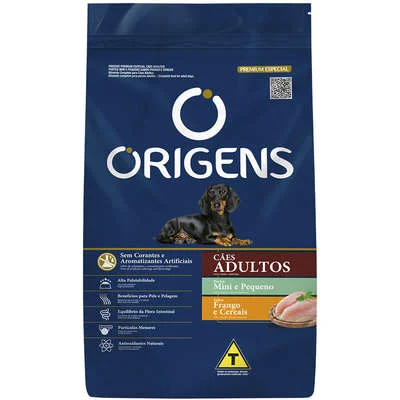 PREMIUM ESPECIAL
ORIGENS
CÃES
ADULTOS
Mini e Pequeno
Frango
e Cereais
Sem Corantes e
Aromatizantes Artificiais
Alta Palatabilidade
Benefícios para Pele e Pelagem
Equilíbrio da Flora Intestinal
Partículas Menores
Antioxidantes Naturais
T